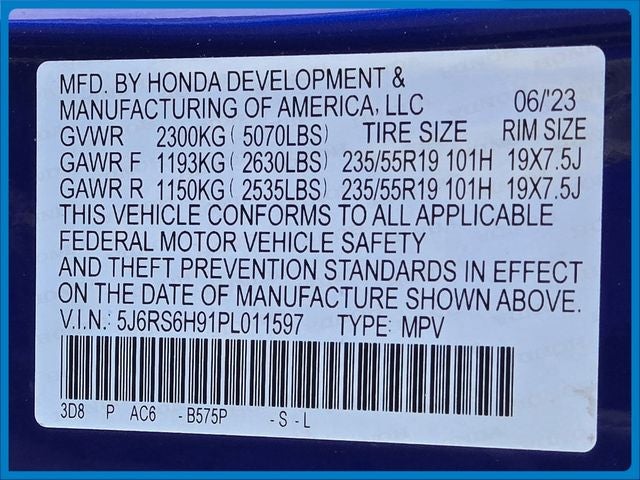 MFD. BY HONDA DEVELOPMENT &
MANUFACTURING OF AMERICA, LLC 06/'23
GVWR 2300KG ( 5070LBS) TIRE SIZE RIM SIZE
GAWR F 1193KG ( 2630LBS) 235/55R19 101H 19X7.5J
GAWR R 1150KG ( 2535LBS) 235/55R19 101H 19X7.5J
THIS VEHICLE CONFORMS TO ALL APPLICABLE
FEDERAL MOTOR VEHICLE SAFETY
AND THEFT PREVENTION STANDARDS IN EFFECT
ON THE DATE OF MANUFACTURE SHOWN ABOVE.
V.I.N.: 5J6RS6H91PL011597 TYPE: MPV
3D8 P AC6 -B575P -S-L